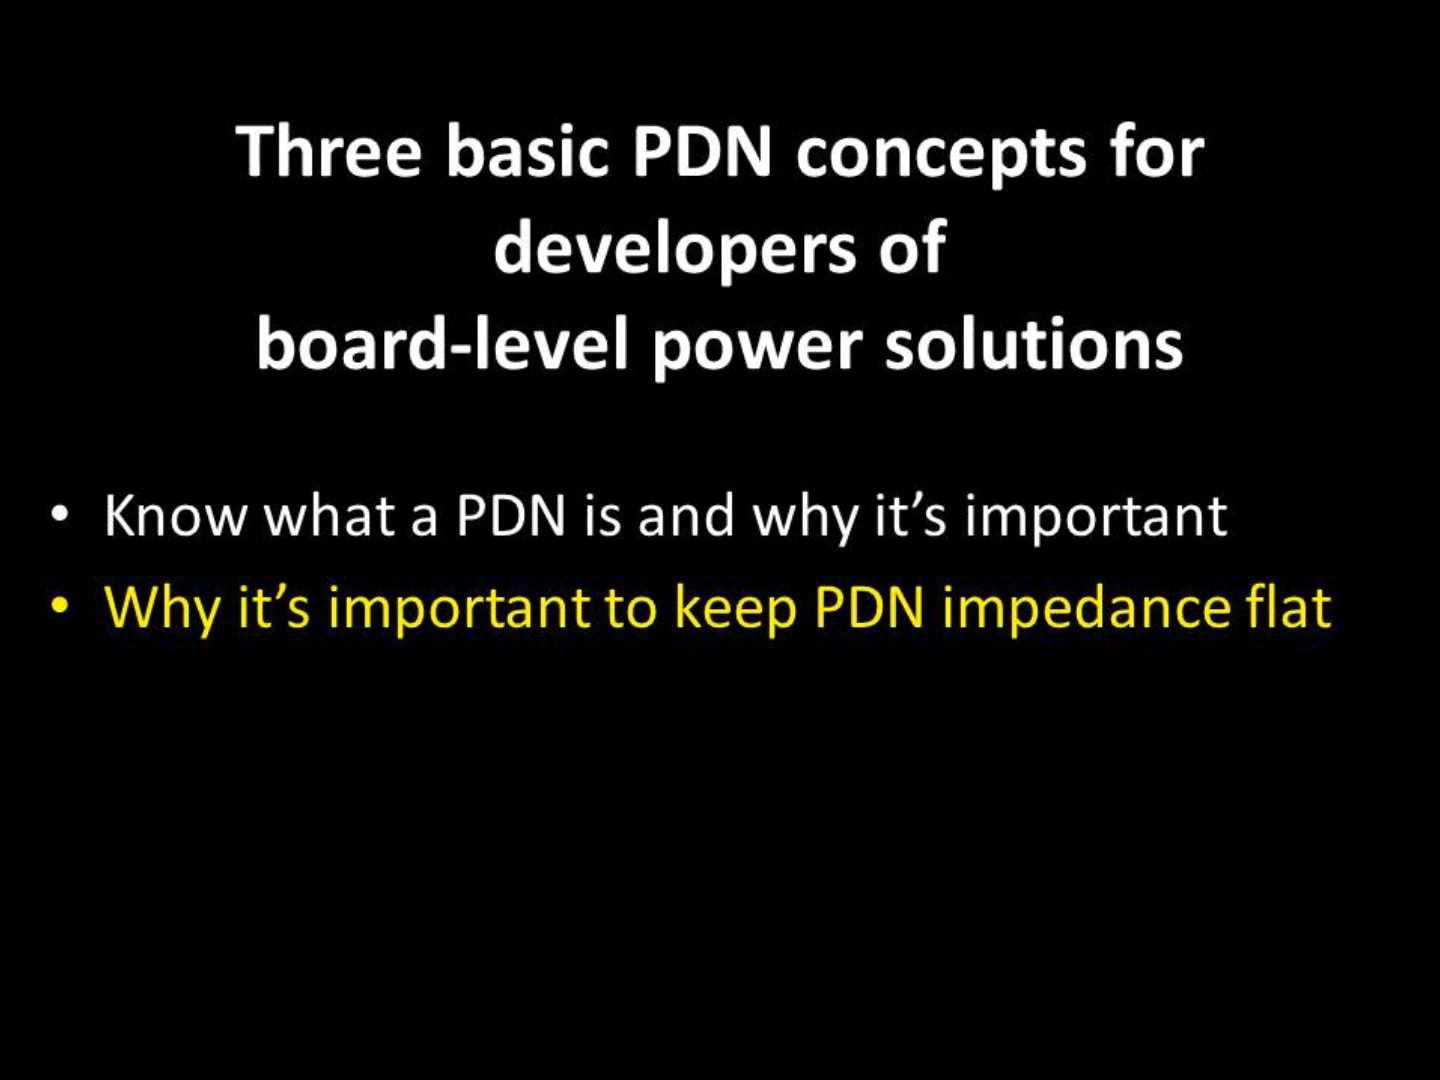 Three basic PDN concepts for
developers of
board-level power solutions
• Know what a PDN is and why it’s important
• Why it’s important to keep PDN impedance flat